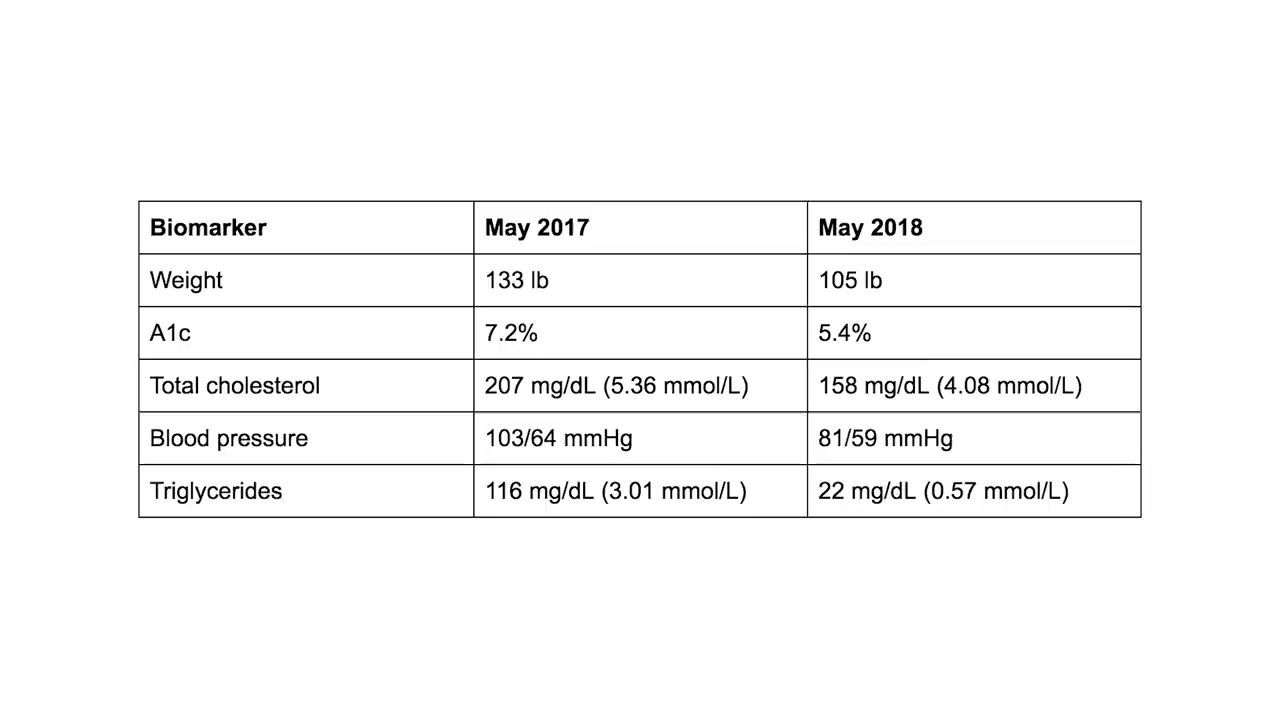 Biomarker May 2017 May 2018
Weight 133 lb 105 lb
A1c 7.2% 5.4%
Total cholesterol 207 mg/dL (5.36 mmol/L) 158 mg/dL (4.08 mmol/L)
Blood pressure 103/64 mmHg 81/59 mmHg
Triglycerides 116 mg/dL (3.01 mmol/L) 22 mg/dL (0.57 mmol/L)